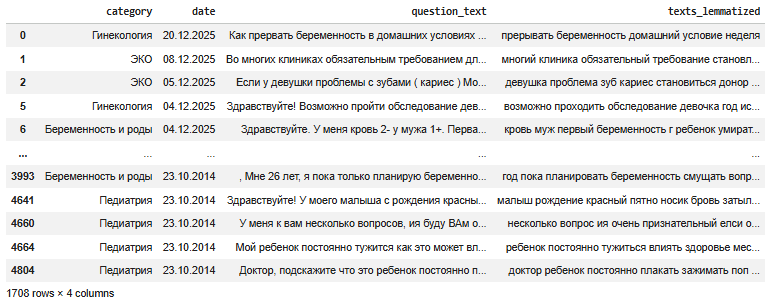 category date question_text texts_lemmatized
0 Гинекология 20.12.2025 Как прервать беременность в домашних условиях ... прерывать беременность домашний условие неделя
1 ЭКО 08.12.2025 Во многих клиниках обязательным требованием дл... многий клиника обязательный требование становл...
2 ЭКО 05.12.2025 Если у девушки проблемы с зубами ( кариес ) Мо... девушка проблема зуб кариес становиться донор ...
5 Гинекология 04.12.2025 Здравствуйте! Возможно пройти обследование дев... возможно проходить обследование девочка год ис...
6 Беременность и роды 04.12.2025 Здравствуйте. У меня кровь 2- у мужа 1+. Перва... кровь муж первый беременность г ребенок умират...
... ... ... ... ...
3993 Беременность и роды 23.10.2014 , Мне 26 лет, я пока только планирую беременно... год пока планировать беременность смущать вопр...
4641 Педиатрия 23.10.2014 Здравствуйте! У моего малыша с рождения красны... малыш рождение красный пятно носик бровь затыл...
4660 Педиатрия 23.10.2014 У меня к вам несколько вопросов, ия буду ВАм о... несколько вопрос ия очень признательный елси о...
4664 Педиатрия 23.10.2014 Мой ребенок постоянно тужится как это может вл... ребенок постоянно тужиться влиять здоровье мес...
4804 Педиатрия 23.10.2014 Доктор, подскажите что это ребенок постоянно п... доктор ребенок постоянно плакать зажимать поп ...
1708 rows × 4 columns